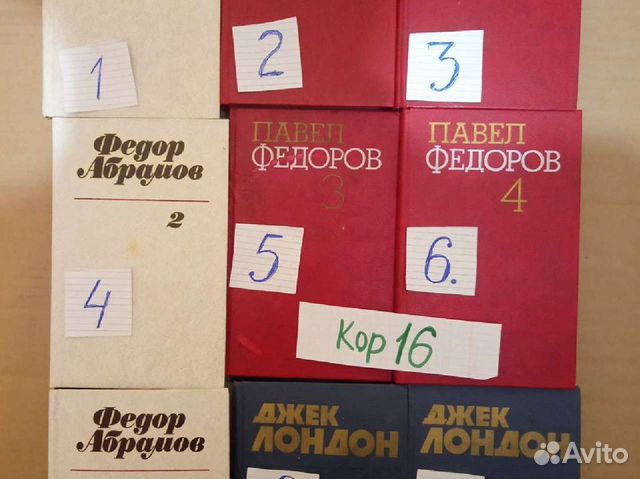 1
2
3
Федор
Абрамов
2
4
ПАВЕЛ
ФЕДОРОВ
3
5
ПАВЕЛ
ФЕДОРОВ
4
6.
Кор 16
Федор
Абрамов
ДЖЕК
ЛОНДОН
ДЖЕК
ЛОНДОН
Avito